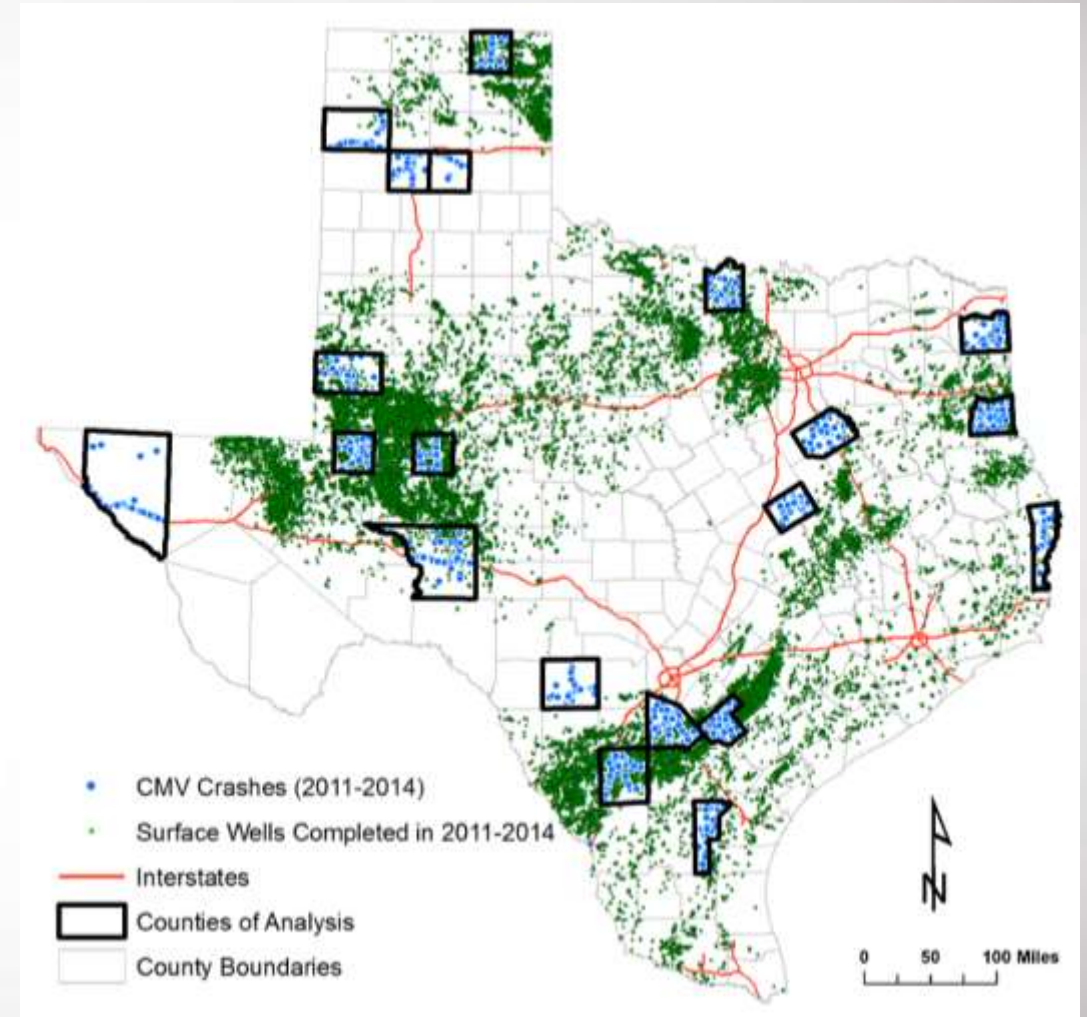 CMV Crashes (2011-2014)
Surface Wells Completed in 2011-2014
Interstates
Counties of Analysis
County Boundaries
N
0 50 100 Miles